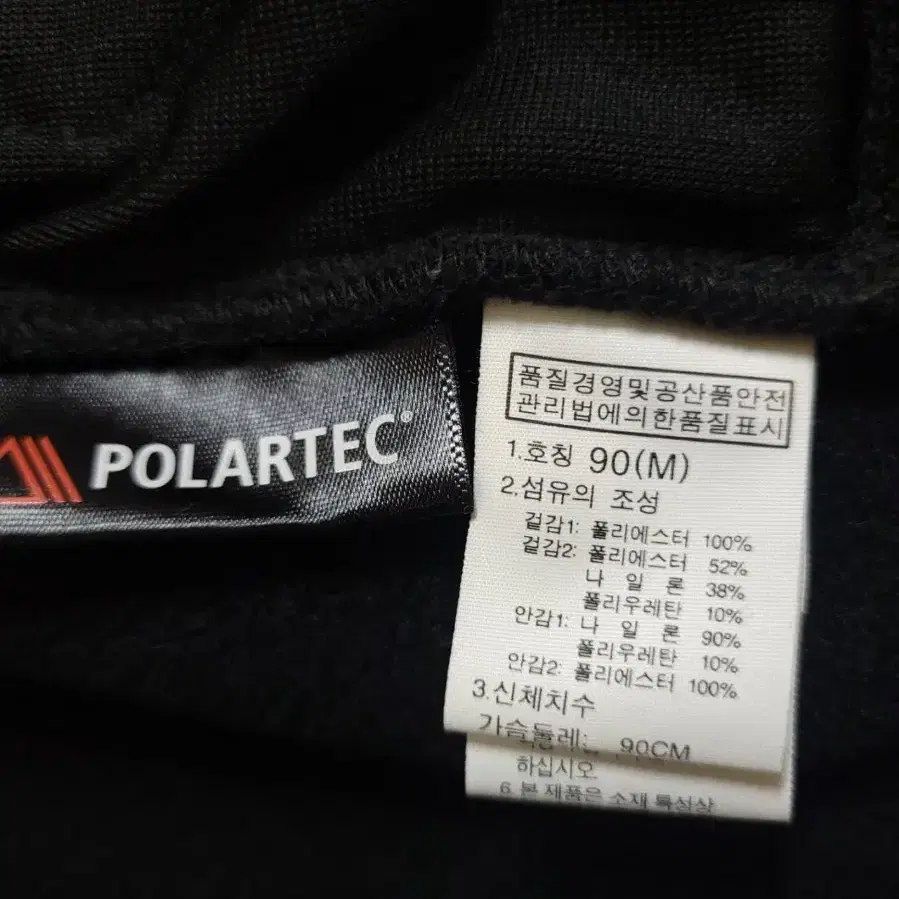 POLARTEC®
품질경영및공산품안전
관리법에의한품질표시
1.호칭 90(M)
2.섬유의 조성
겉감1: 폴리에스터 100%
겉감2: 폴리에스터 52%
나 일 론 38%
폴리우레탄 10%
안감1: 나 일 론 90%
폴리우레탄 10%
안감2: 폴리에스터 100%
3.신체치수
가슴둘레: 90CM
하십시오
6.본 제품은 소재 특성상